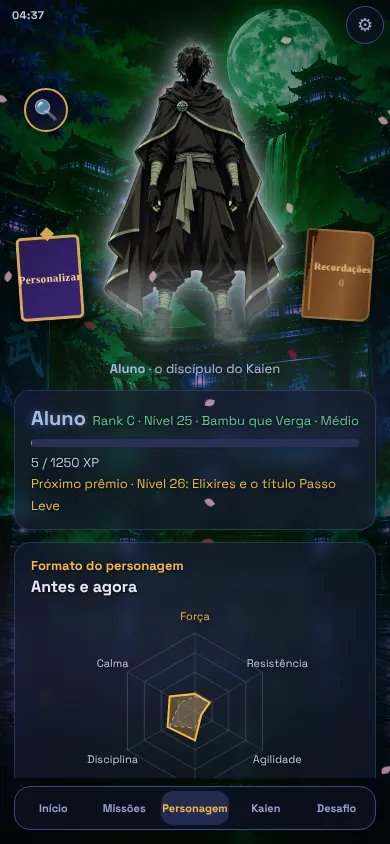 04:37
Personalizar
Recordações
0
Aluno · o discípulo do Kaien
Aluno Rank C · Nível 25 · Bambu que Verga · Médio
5 / 1250 XP
Próximo prêmio · Nível 26: Elixires e o título Passo
Leve
Formato do personagem
Antes e agora
Força
Calma
Resistência
Disciplina
Agilidade
Início
Missões
Personagem
Kaien
Desafio
武